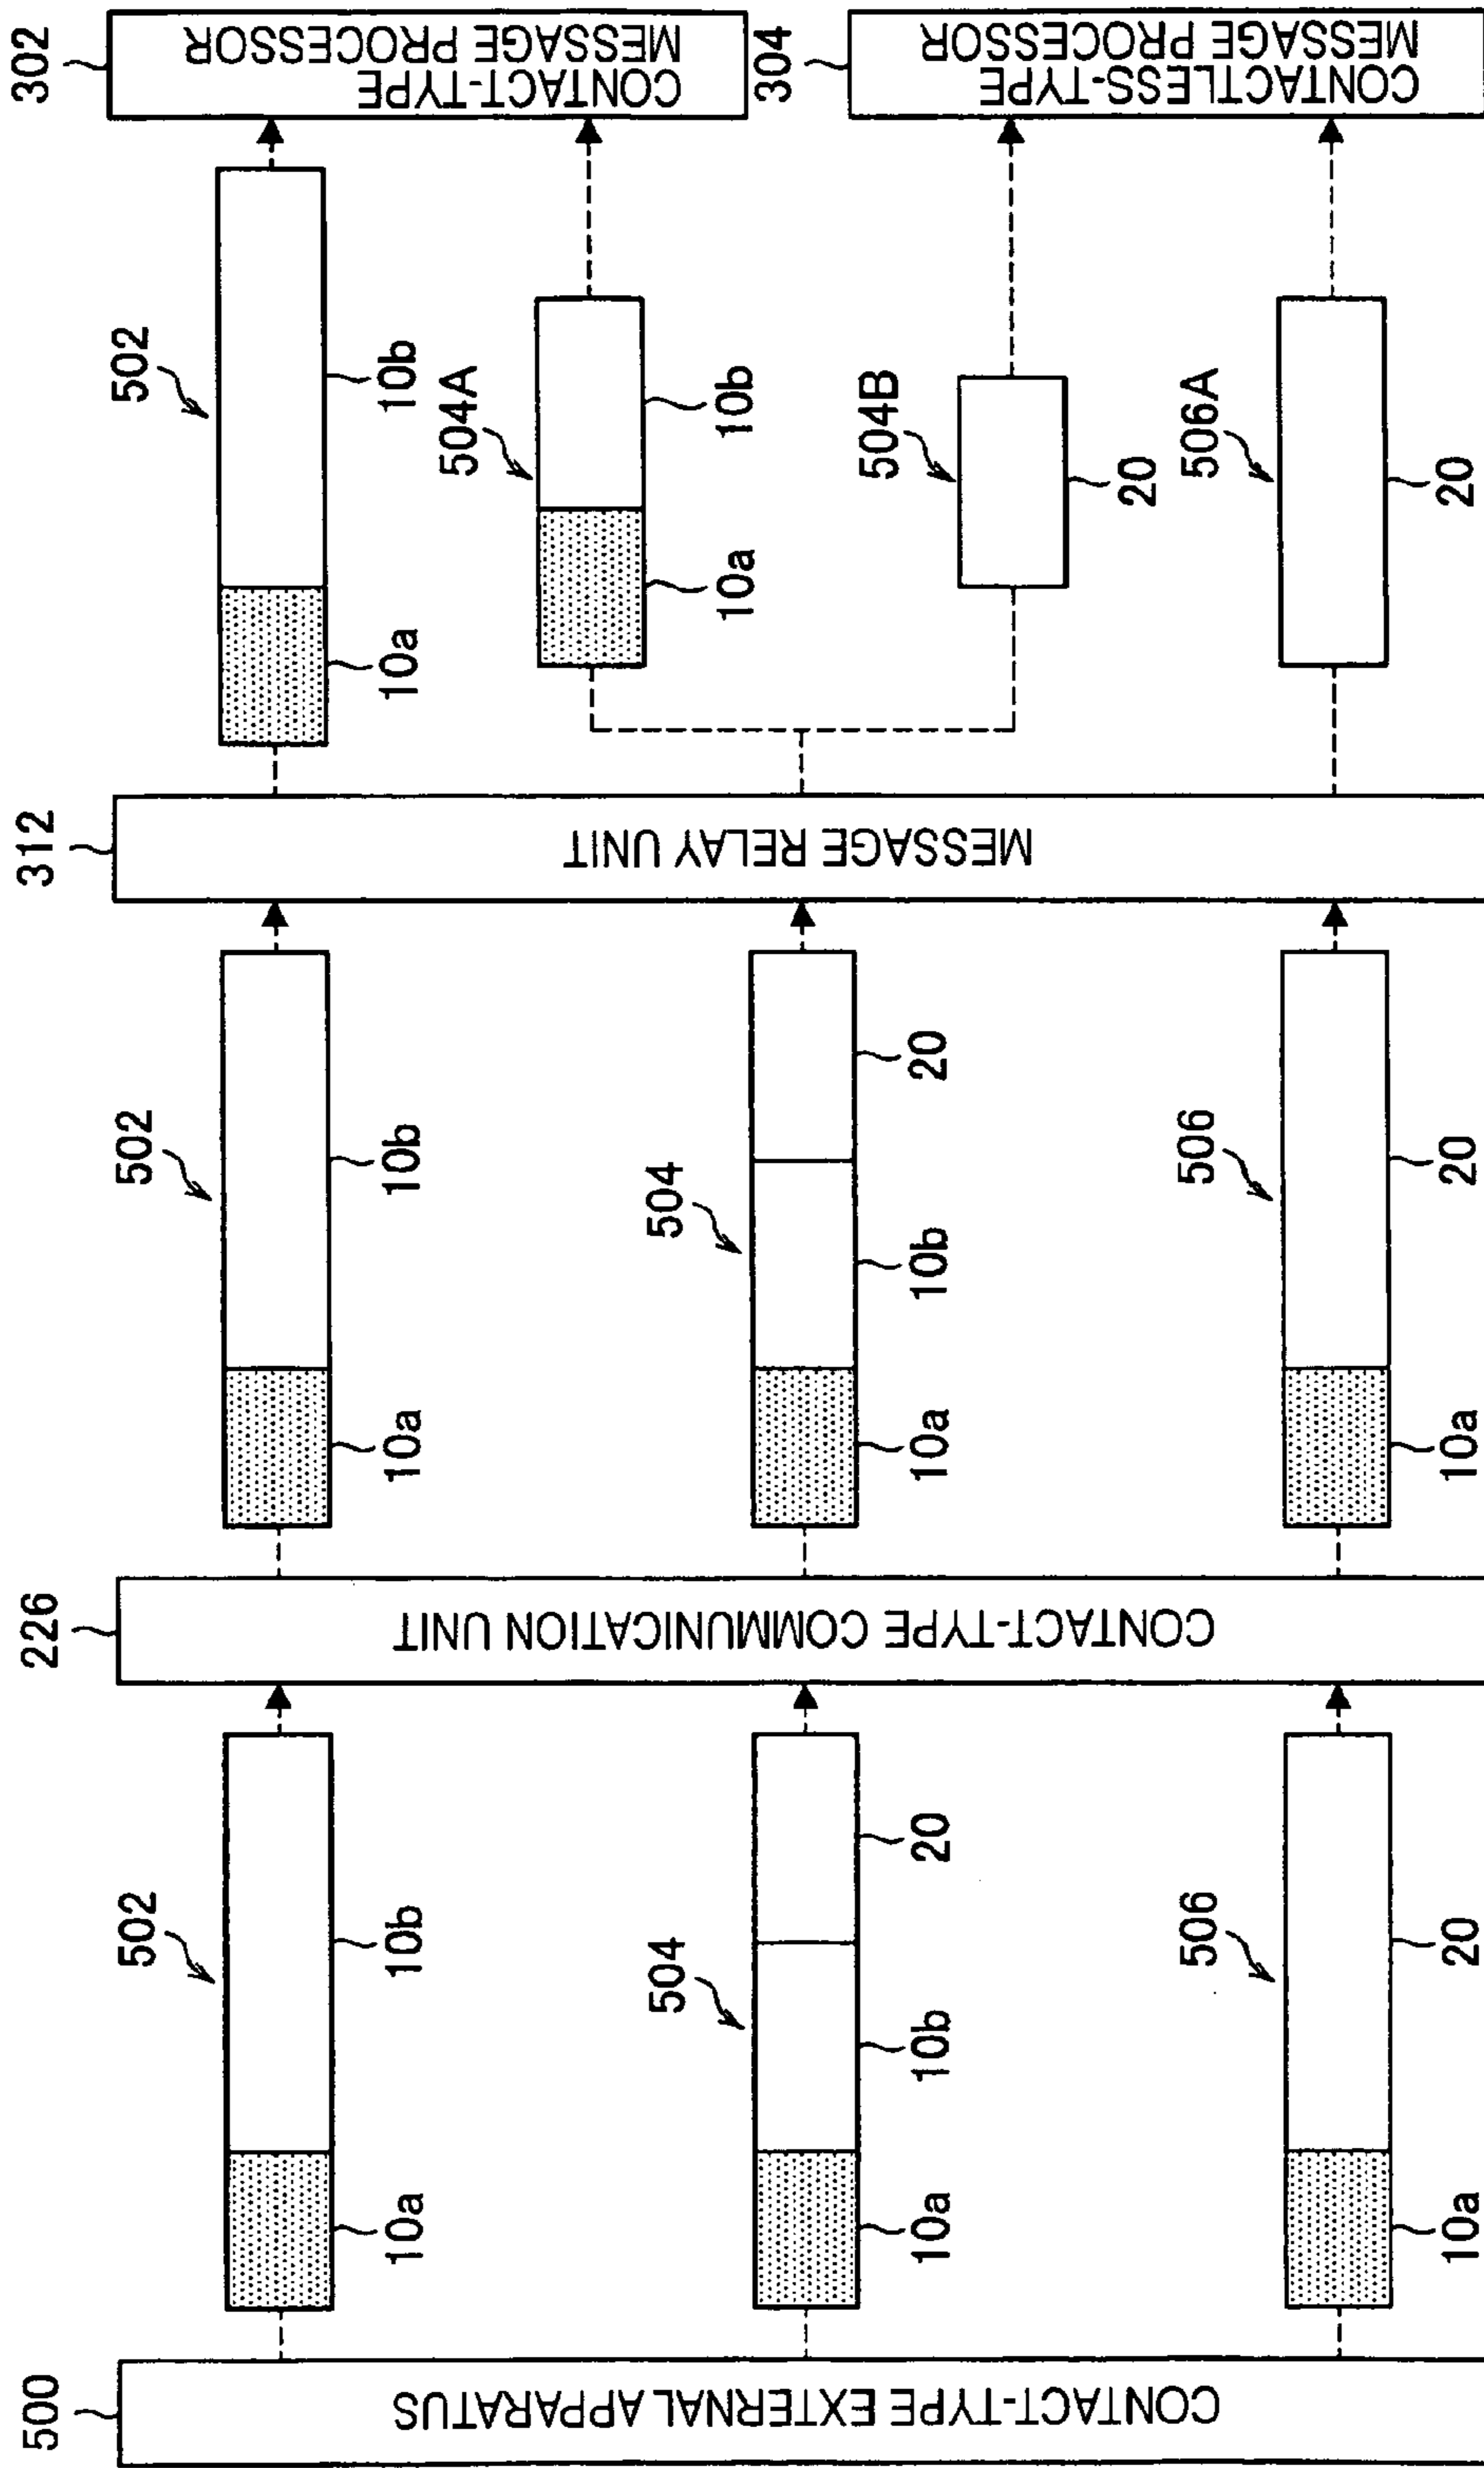 500
CONTACT-TYPE EXTERNAL APPARATUS
502
10a
10b
504
10a
10b
20
506
10a
20
226
CONTACT-TYPE COMMUNICATION UNIT
502
10a
10b
504
10a
10b
20
506
10a
20
312
MESSAGE RELAY UNIT
502
10a
10b
504A
10a
10b
504B
20
506A
20
302
CONTACT-TYPE
MESSAGE PROCESSOR
304
CONTACTLESS-TYPE
MESSAGE PROCESSOR